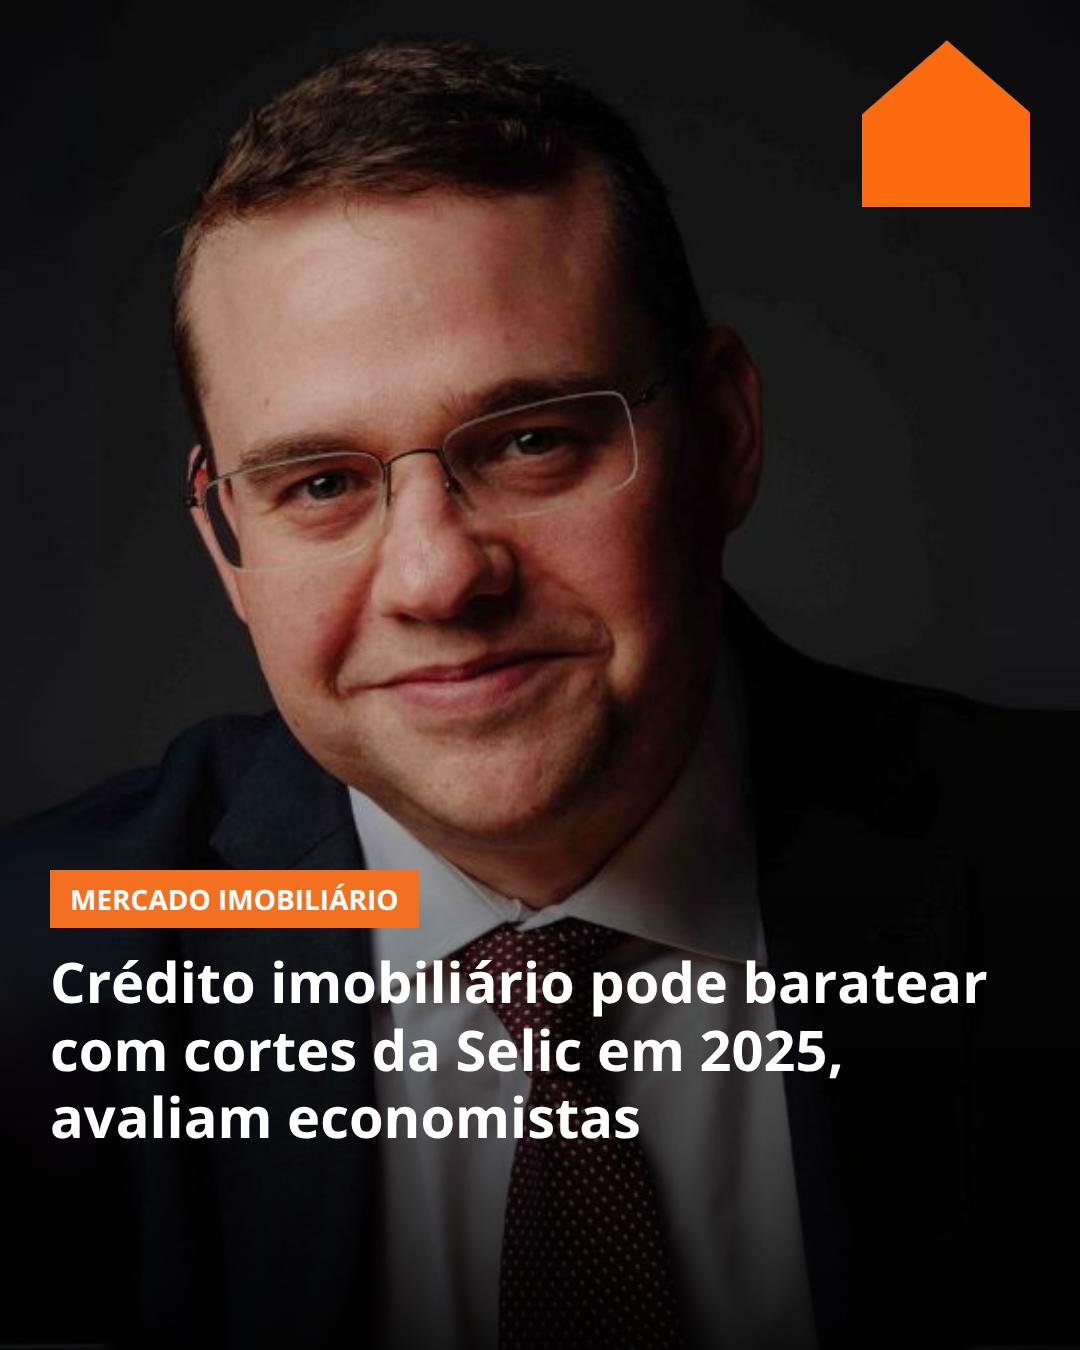 MERCADO IMOBILIÁRIO
Crédito imobiliário pode baratear
com cortes da Selic em 2025,
avaliam economistas